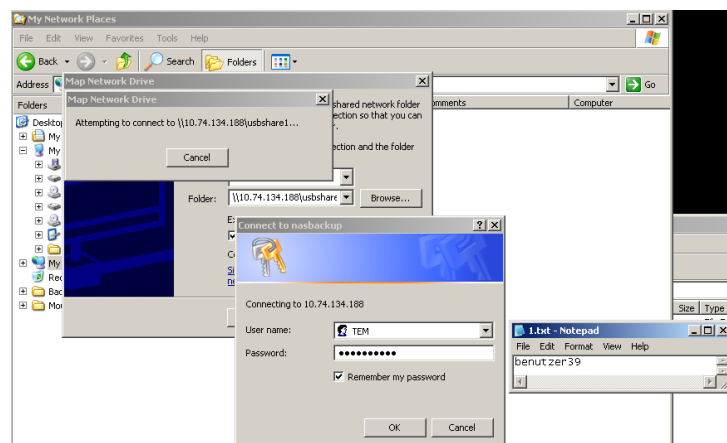 My Network Places
File Edit View Favorites Tools Help
Back Search Folders
Address Go
Map Network Drive
Map Network Drive
Attempting to connect to \\10.74.134.188\usbshare1...
Cancel
Folders
Desktop
My
My
My
Bac
shared network folder
ection so that you can
ection and the folder
omments Computer
Folder: \\10.74.134.188\usbshare Browse...
Connect to nasbackup
Connecting to 10.74.134.188
User name: TEM
Password: ••••••••••
Remember my password
OK Cancel
Size Type
1.txt - Notepad
File Edit Format View Help
benutzer39